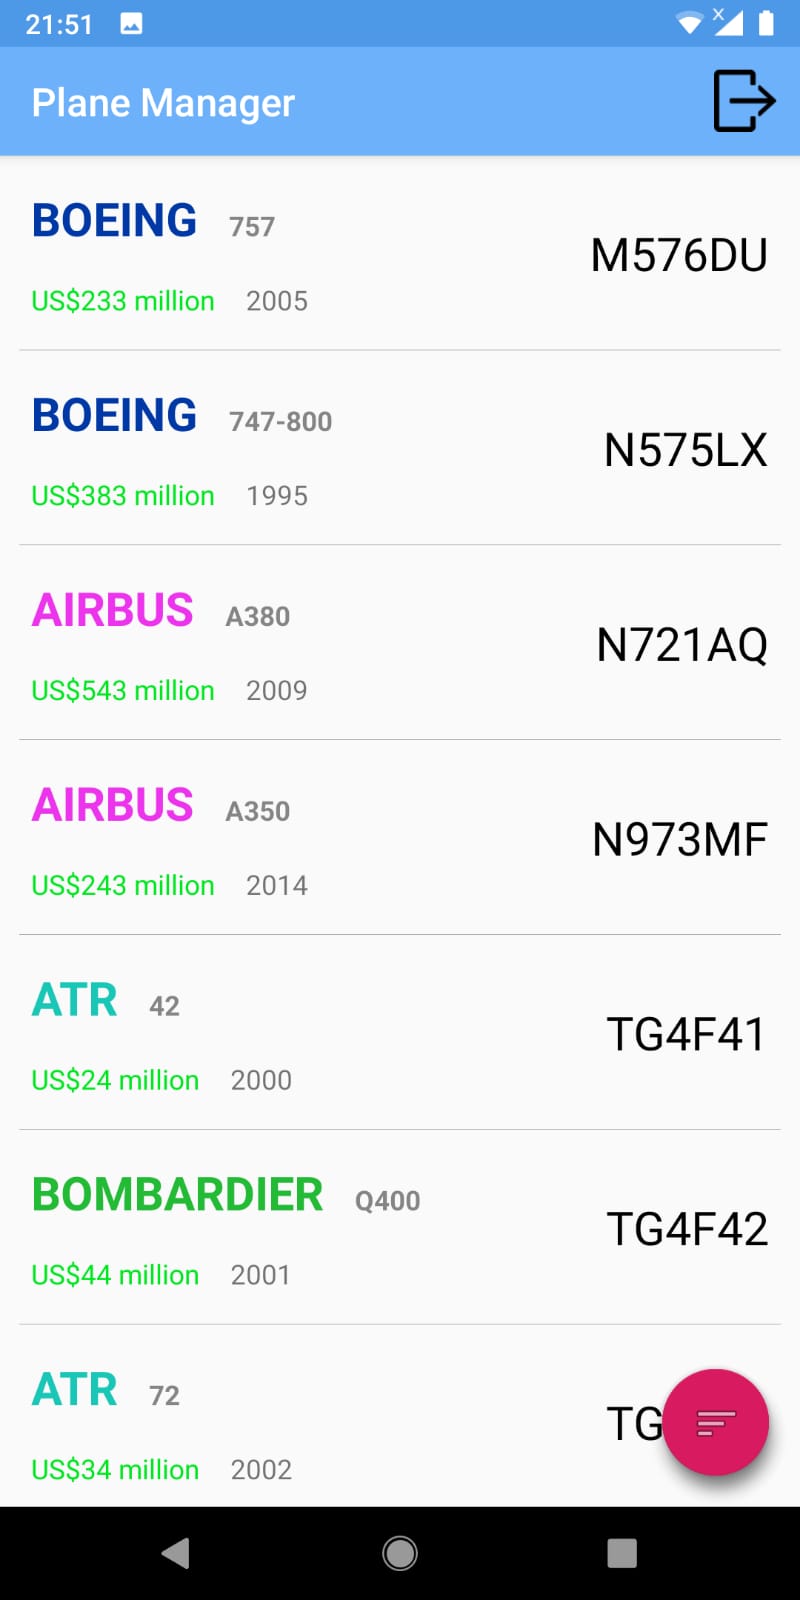 21:51
Plane Manager
BOEING 757
M576DU
US$233 million 2005
BOEING 747-800
N575LX
US$383 million 1995
AIRBUS A380
N721AQ
US$543 million 2009
AIRBUS A350
N973MF
US$243 million 2014
ATR 42
TG4F41
US$24 million 2000
BOMBARDIER Q400
TG4F42
US$44 million 2001
ATR 72
TG
US$34 million 2002